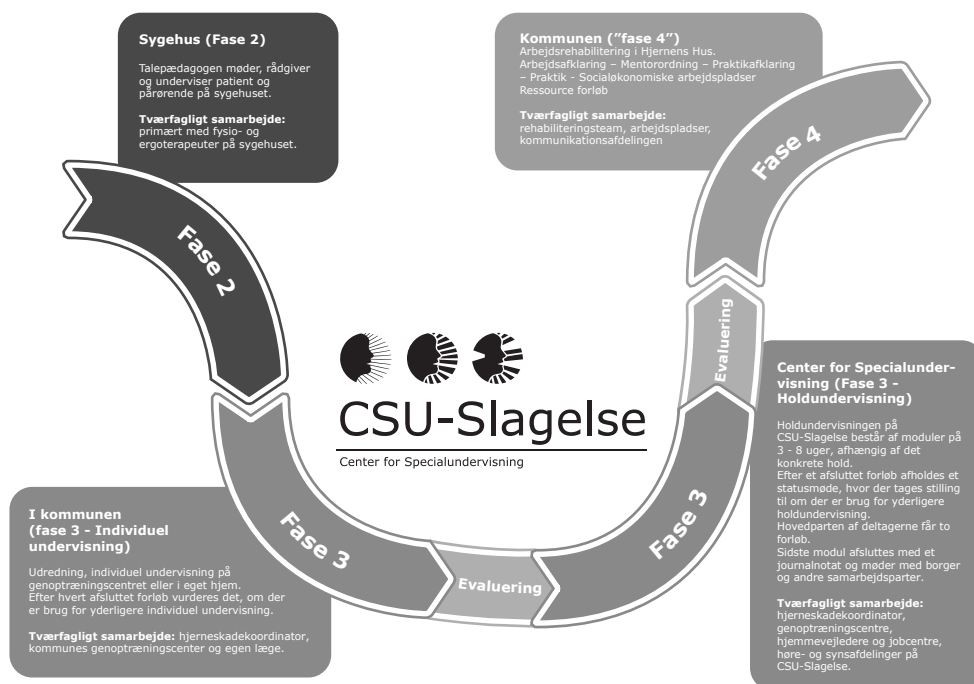 Sygehus (Fase 2)
Talepædagogen møder, rådgiver
og underviser patient og
pårørende på sygehuset.
Tværfagligt samarbejde:
primært med fysio- og
ergoterapeuter på sygehuset.
Fase 2
I kommunen
(fase 3 - Individuel
undervisning)
Udredning, individuel undervisning på
genoptræningscentret eller i eget hjem.
Efter hvert afsluttet forløb vurderes det, om der
er brug for yderligere individuel undervisning.
Tværfagligt samarbejde: hjerneskadekoordinator,
kommunes genoptræningscenter og egen læge.
Fase 3
Evaluering
Fase 3
CSU-Slagelse
Center for Specialundervisning
Center for Specialunder-
visning (Fase 3 -
Holdundervisning)
Holdundervisningen på
CSU-Slagelse består af moduler på
3 - 8 uger, afhængig af det
konkrete hold.
Efter et afsluttet forløb afholdes et
statusmøde, hvor der tages stilling
til om der er brug for yderligere
holdundervisning.
Hovedparten af deltagerne får to
forløb.
Sidste modul afsluttes med et
journalnotat og møder med borger
og andre samarbejdsparter.
Tværfagligt samarbejde:
hjerneskadekoordinator,
genoptræningscentre,
hjemmevejledere og jobcentre,
høre- og synsafdelinger på
CSU-Slagelse.
Evaluering
Fase 4
Kommunen (”fase 4”)
Arbejdsrehabilitering i Hjernens Hus.
Arbejdsafklaring – Mentorordning – Praktikafklaring
– Praktik - Socialøkonomiske arbejdspladser
Ressource forløb
Tværfagligt samarbejde:
rehabiliteringsteam, arbejdspladser,
kommunikationsafdelingen